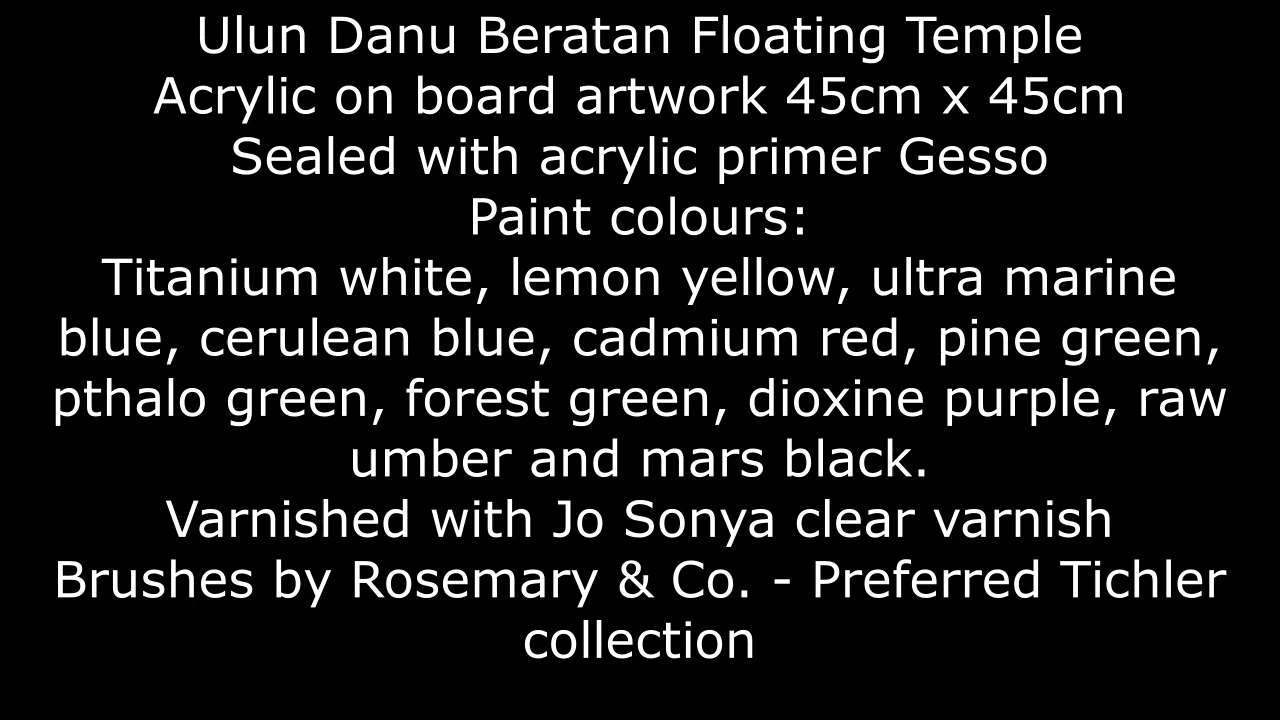 Ulun Danu Beratan Floating Temple
Acrylic on board artwork 45cm x 45cm
Sealed with acrylic primer Gesso
Paint colours:
Titanium white, lemon yellow, ultra marine
blue, cerulean blue, cadmium red, pine green,
pthalo green, forest green, dioxine purple, raw
umber and mars black.
Varnished with Jo Sonya clear varnish
Brushes by Rosemary & Co. - Preferred Tichler
collection